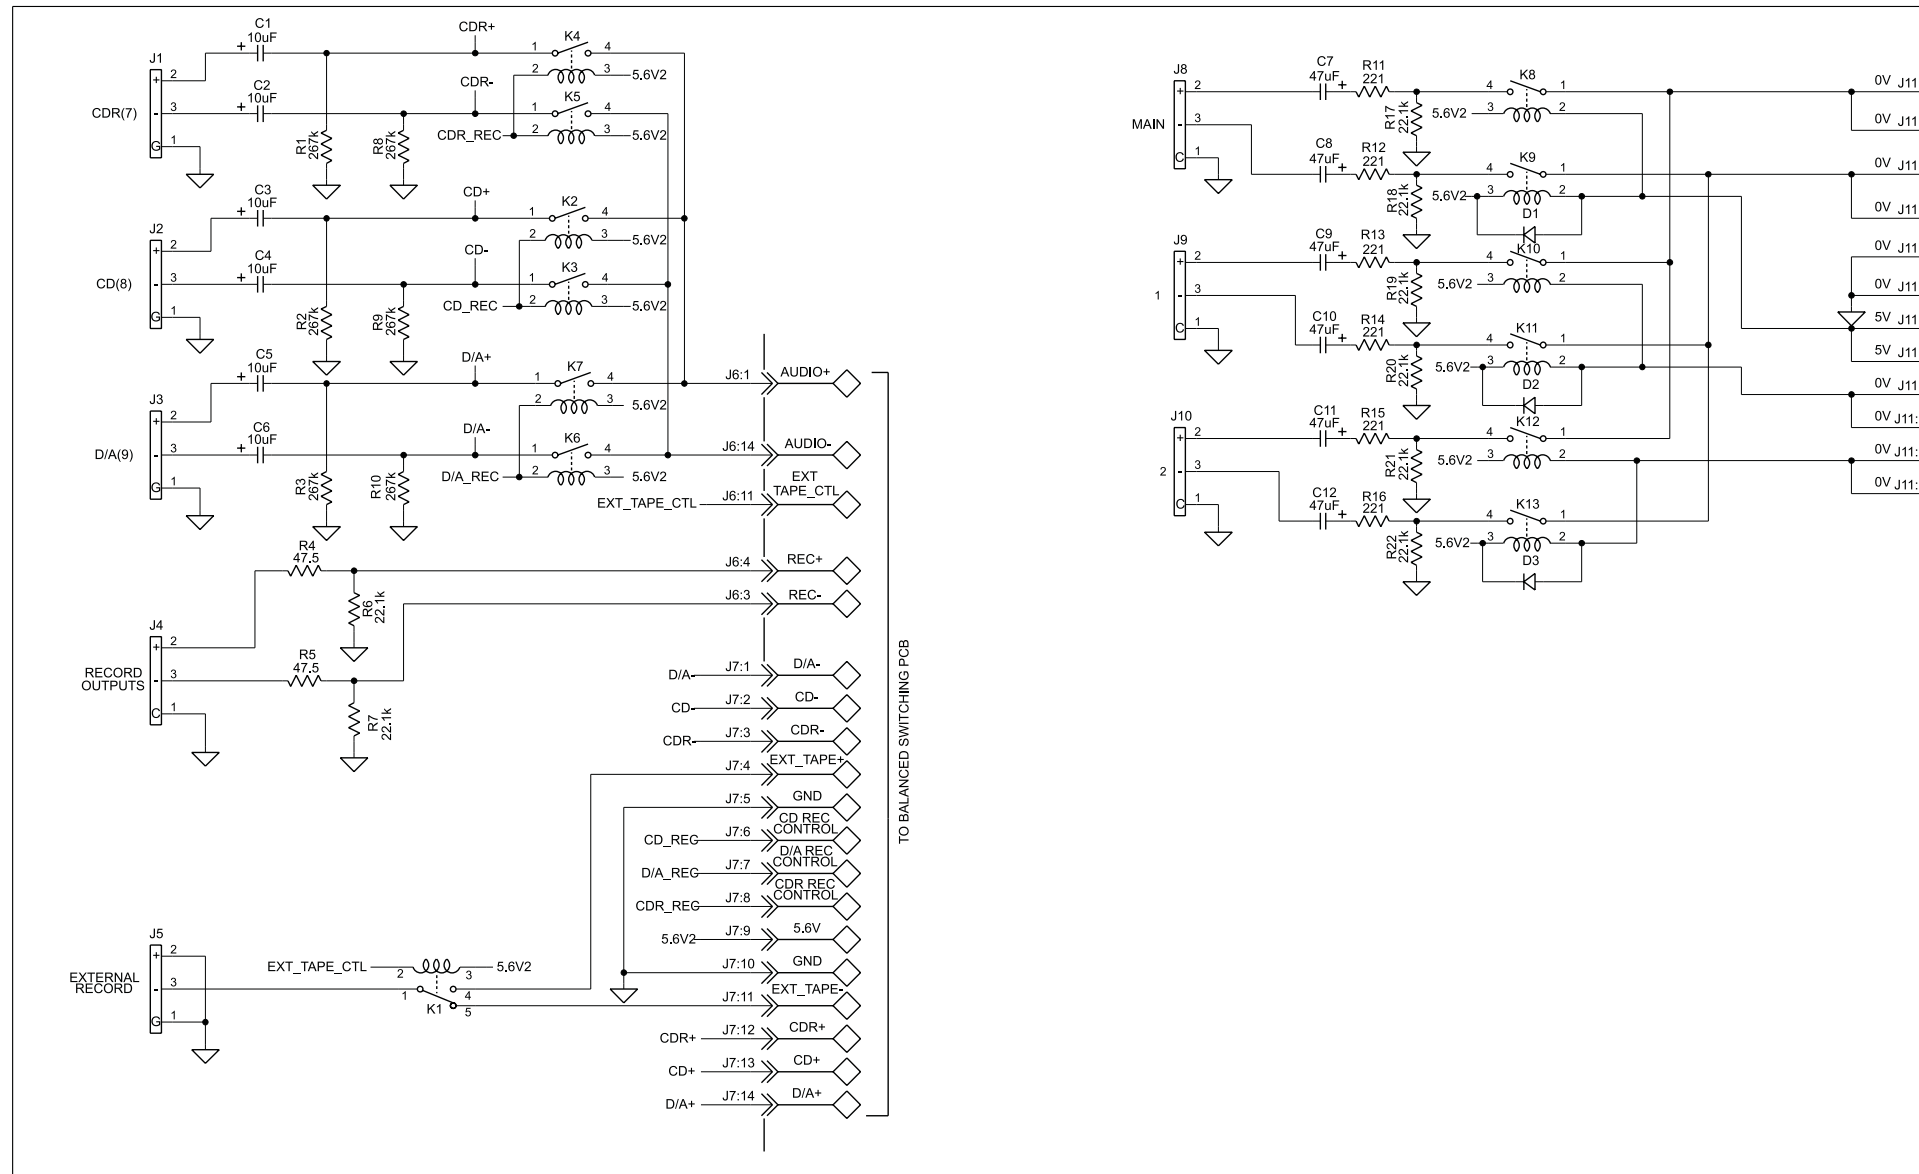 J1
+ 2
- 3
G 1
CDR(7)
C1
10uF
+
C2
10uF
+
R1
267k
R8
267k
CDR+
CDR-
1 K4 4
2 3 5.6V2
1 K5 4
CDR_REC 2 3 5.6V2
J2
+ 2
- 3
G 1
CD(8)
C3
10uF
+
C4
10uF
+
R2
267k
R9
267k
CD+
CD-
1 K2 4
2 3 5.6V2
1 K3 4
CD_REC 2 3 5.6V2
J3
+ 2
- 3
G 1
D/A(9)
C5
10uF
+
C6
10uF
+
R3
267k
R10
267k
D/A+
D/A-
1 K7 4
2 3 5.6V2
1 K6 4
D/A_REC 2 3 5.6V2
J6:1 AUDIO+
J6:14 AUDIO-
EXT
EXT_TAPE_CTL J6:11 TAPE_CTL
J6:4 REC+
J6:3 REC-
R4
47.5
R6
22.1k
J4
+ 2
- 3
C 1
RECORD
OUTPUTS
R5
47.5
R7
22.1k
D/A- J7:1 D/A-
CD- J7:2 CD-
CDR- J7:3 CDR-
J7:4 EXT_TAPE+
J7:5 GND
CD REC
CD_REC J7:6 CONTROL
D/A REC
D/A_REC J7:7 CONTROL
CDR REC
CDR_REC J7:8 CONTROL
5.6V2 J7:9 5.6V
J7:10 GND
J7:11 EXT_TAPE-
CDR+ J7:12 CDR+
CD+ J7:13 CD+
D/A+ J7:14 D/A+
TO BALANCED SWITCHING PCB
J5
+ 2
- 3
G 1
EXTERNAL
RECORD
EXT_TAPE_CTL 2 3 5.6V2
1 K1 4
5
J8
+ 2
- 3
C 1
MAIN
C7
47uF +
R11
221
R17
22.1k
4 K8 1
5.6V2 3 2
C8
47uF +
R12
221
R18
22.1k
4 K9 1
5.6V2 3 2
D1
J9
+ 2
- 3
C 1
1
C9
47uF +
R13
221
R19
22.1k
4 K10 1
5.6V2 3 2
C10
47uF +
R14
221
R20
22.1k
4 K11 1
5.6V2 3 2
D2
J10
+ 2
- 3
C 1
2
C11
47uF +
R15
221
R21
22.1k
4 K12 1
5.6V2 3 2
C12
47uF +
R16
221
R22
22.1k
4 K13 1
5.6V2 3 2
D3
0V J11
0V J11
0V J11
0V J11
0V J11
0V J11
5V J11
5V J11
0V J11
0V J11:
0V J11:
0V J11: